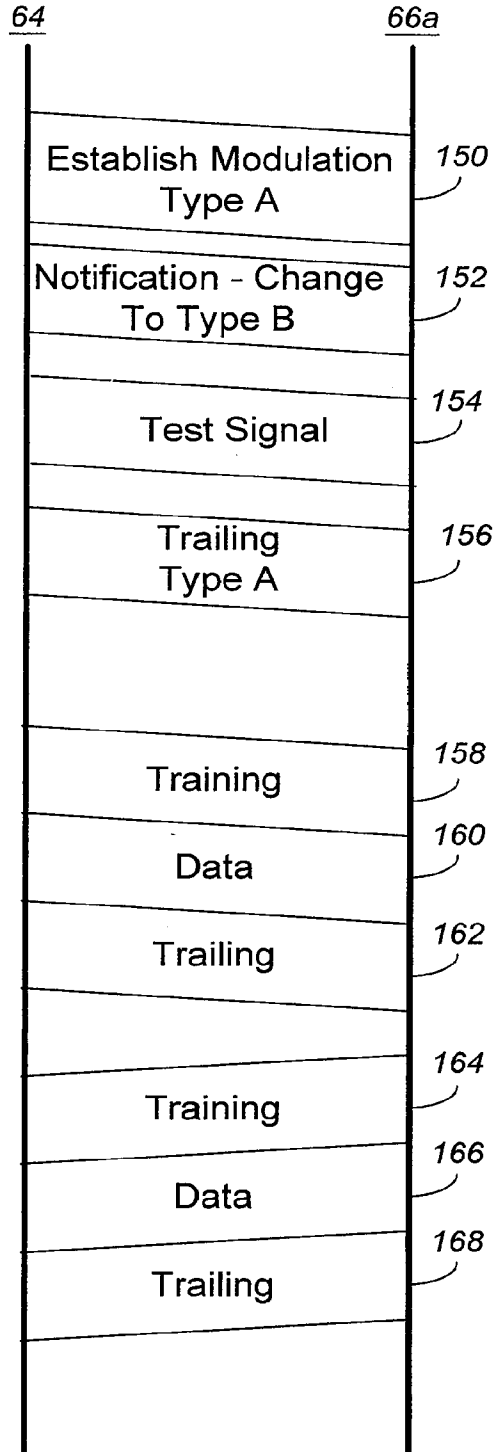 64 66a
Establish Modulation 150
Type A
Notification - Change 152
To Type B
154
Test Signal
Trailing 156
Type A
158
Training
160
Data
162
Trailing
164
Training
166
Data
168
Trailing